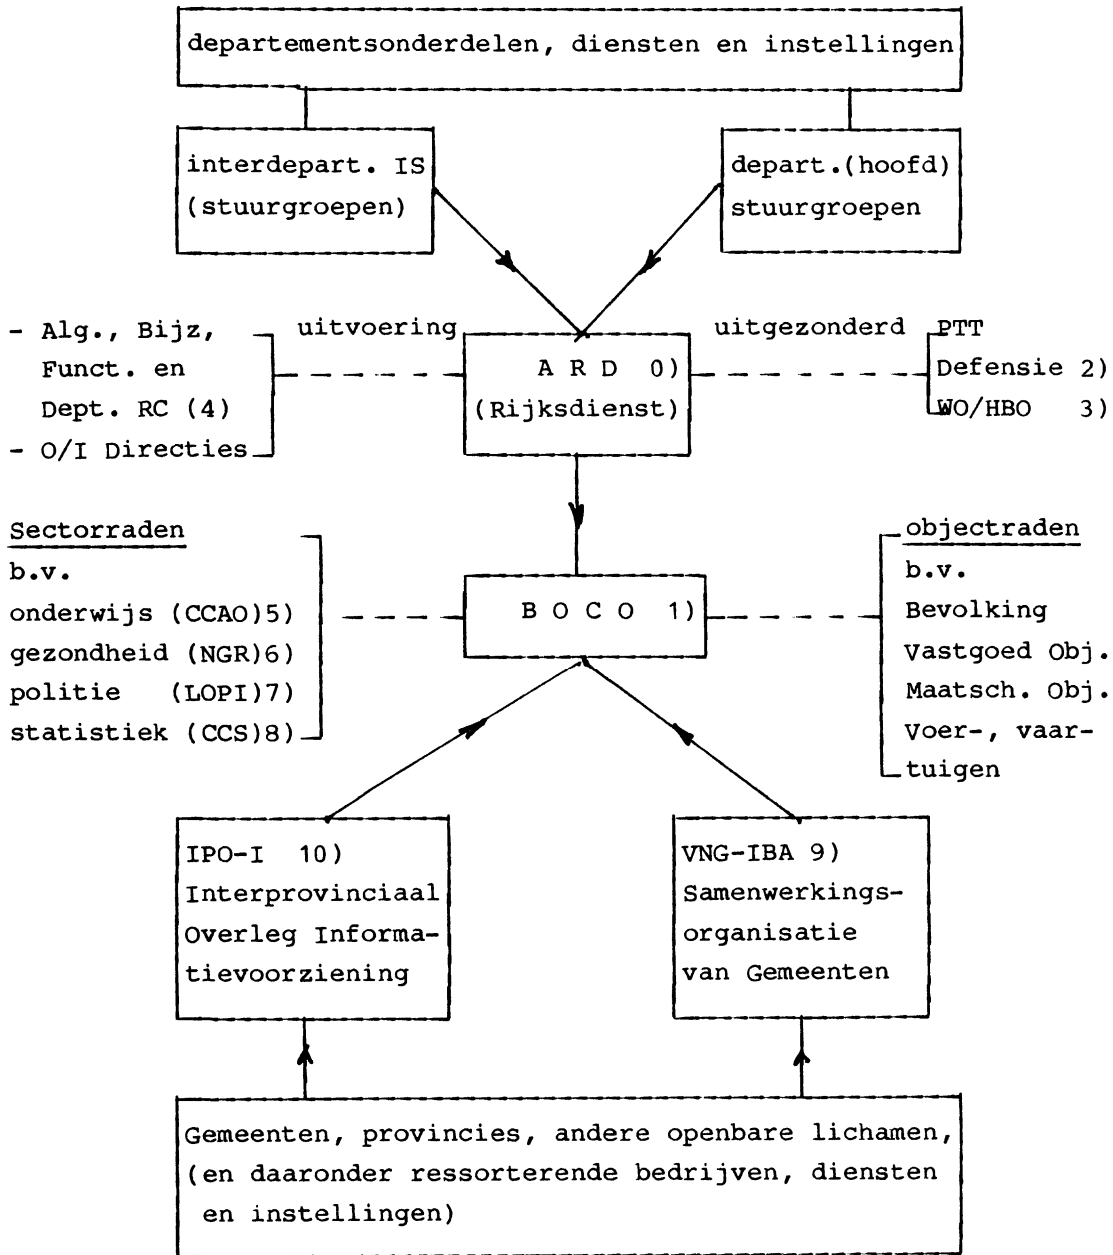 departementsonderdelen, diensten en instellingen
interdepart. IS
(stuurgroepen)
depart.(hoofd)
stuurgroepen
- Alg., Bijz,
Funct. en
Dept. RC (4)
- O/I Directies
uitvoering
A R D 0)
(Rijksdienst)
uitgezonderd
PTT
Defensie 2)
WO/HBO 3)
Sectorraden
b.v.
onderwijs (CCAO)5)
gezondheid (NGR)6)
politie (LOPI)7)
statistiek (CCS)8)
B O C O 1)
objectraden
b.v.
Bevolking
Vastgoed Obj.
Maatsch. Obj.
Voer-, vaar-
tuigen
IPO-I 10)
Interprovinciaal
Overleg Informa-
tievoorziening
VNG-IBA 9)
Samenwerkings-
organisatie
van Gemeenten
Gemeenten, provincies, andere openbare lichamen,
(en daaronder ressorterende bedrijven, diensten
en instellingen)